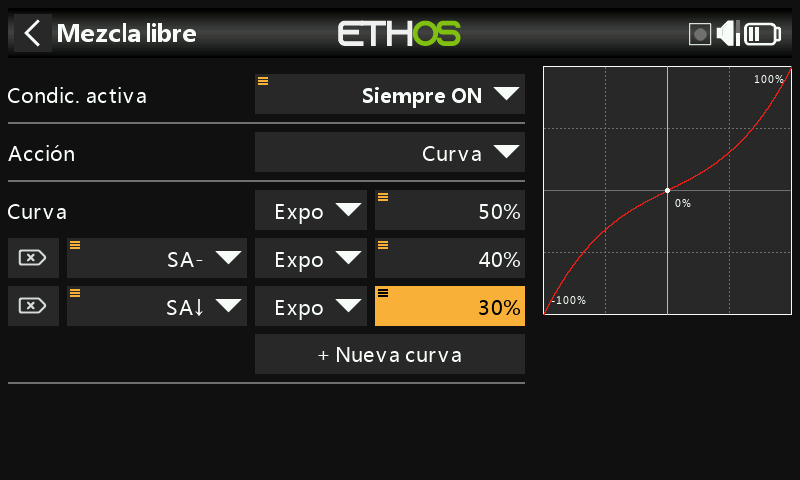 Mezcla libre
ETHOS
Condic. activa
Siempre ON
Acción
Curva
Curva
Expo
50%
SA-
Expo
40%
SA↓
Expo
30%
+ Nueva curva
100%
0%
-100%